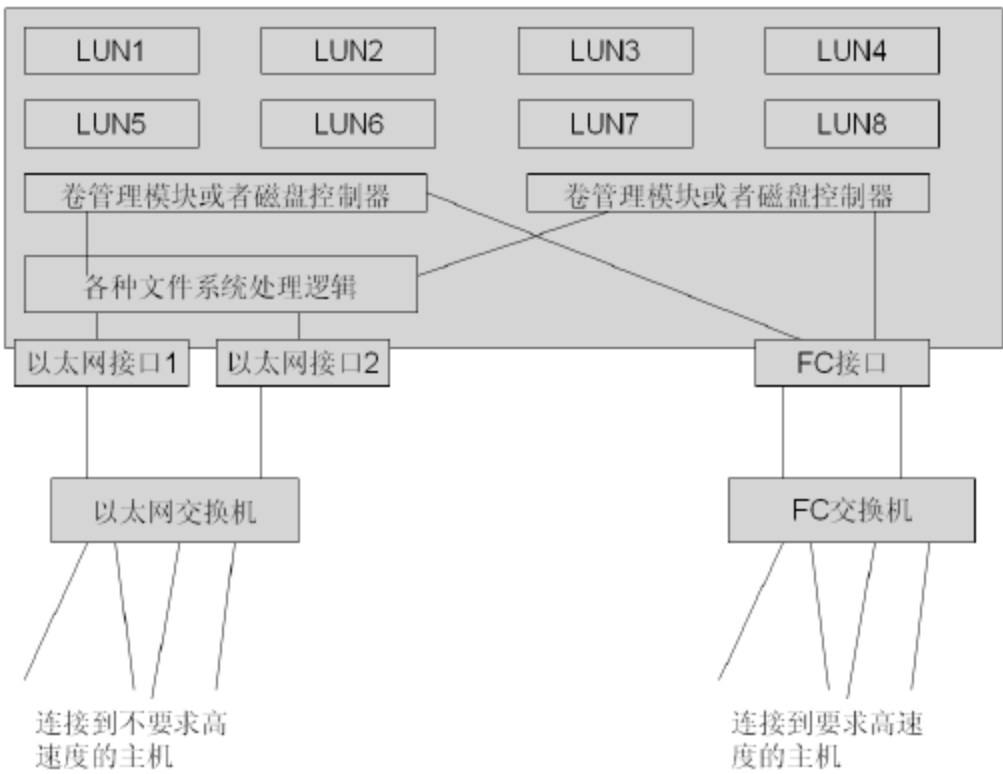 LUN1 LUN2 LUN3 LUN4
LUN5 LUN6 LUN7 LUN8
卷管理模块或者磁盘控制器 卷管理模块或者磁盘控制器
各种文件系统处理逻辑
以太网接口1 以太网接口2 FC接口
以太网交换机 FC交换机
连接到不要求高
速度的主机
连接到要求高速
度的主机